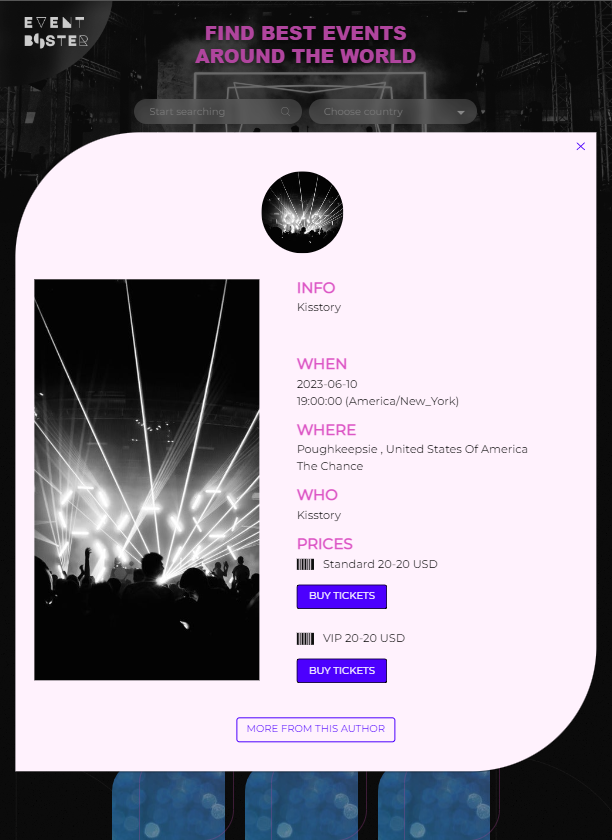 EVENT
BOOSTER
FIND BEST EVENTS
AROUND THE WORLD
Start searching
Choose country
INFO
Kisstory
WHEN
2023-06-10
19:00:00 (America/New_York)
WHERE
Poughkeepsie , United States Of America
The Chance
WHO
Kisstory
PRICES
Standard 20-20 USD
BUY TICKETS
VIP 20-20 USD
BUY TICKETS
MORE FROM THIS AUTHOR